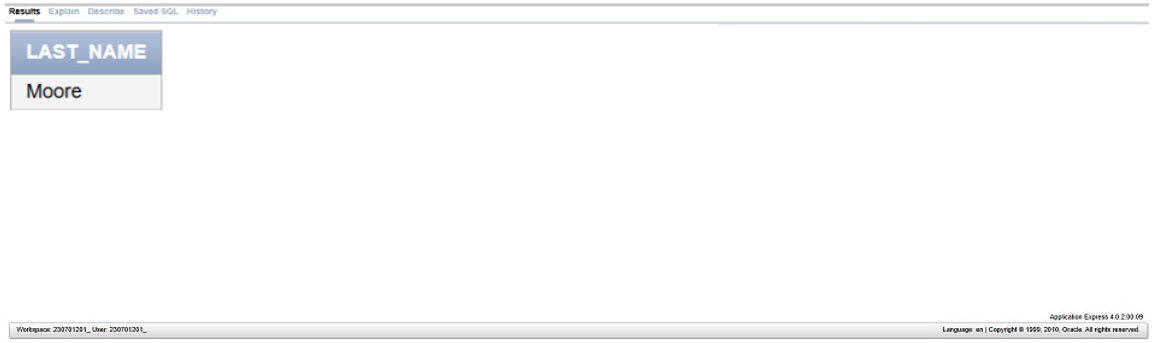 Results Explain Describe Saved SQL History
LAST_NAME
Moore
Application Express 4.0.2.00.09
Workspace: 230701201_ User: 230701201_
Language: en | Copyright © 1999, 2010, Oracle. All rights reserved.